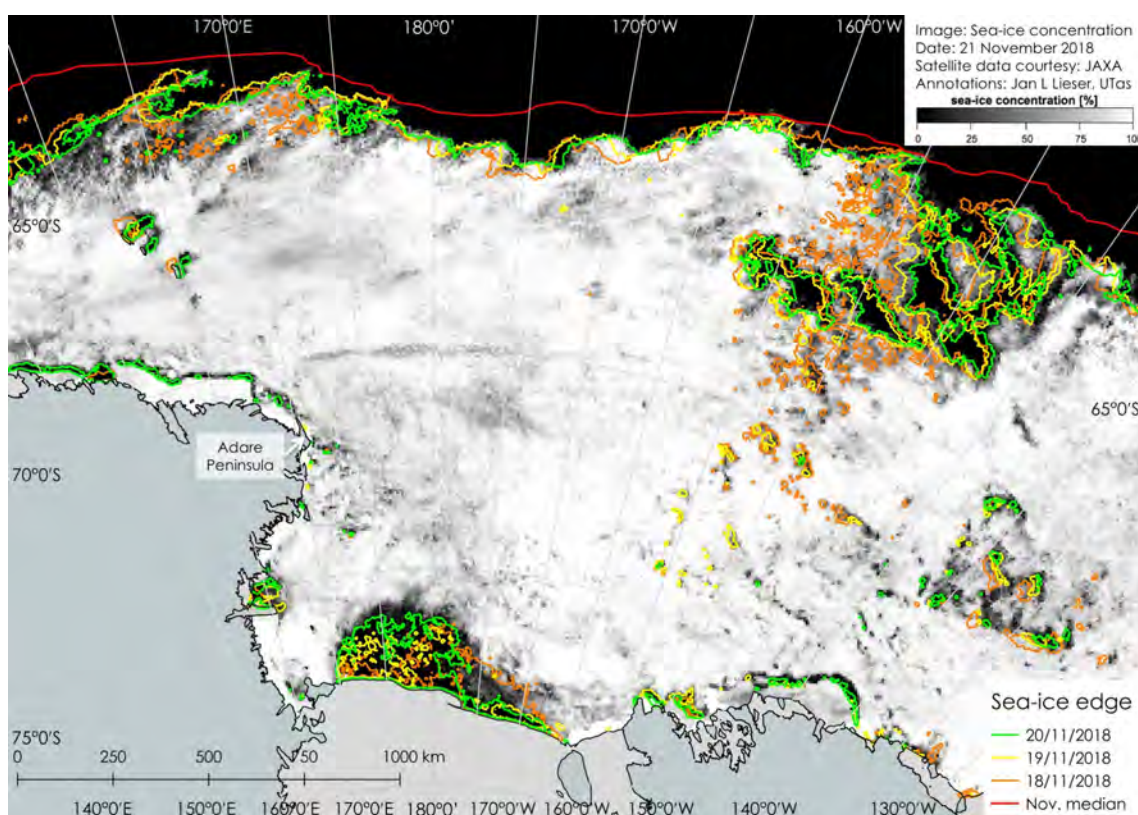 170°0'E
180°0'
170°0'W
160°0'W
Image: Sea-ice concentration
Date: 21 November 2018
Satellite data courtesy: JAXA
Annotations: Jan L Lieser, UTas
sea-ice concentration [%]
0 25 50 75 100
65°0'S
65°0'S
Adare
Peninsula
70°0'S
75°0'S
0 250 500 750 1000 km
Sea-ice edge
20/11/2018
19/11/2018
18/11/2018
Nov. median
140°0'E 150°0'E 160°0'E 170°0'E 180°0' 170°0'W 160°0'W 150°0'W 140°0'W 130°0'W